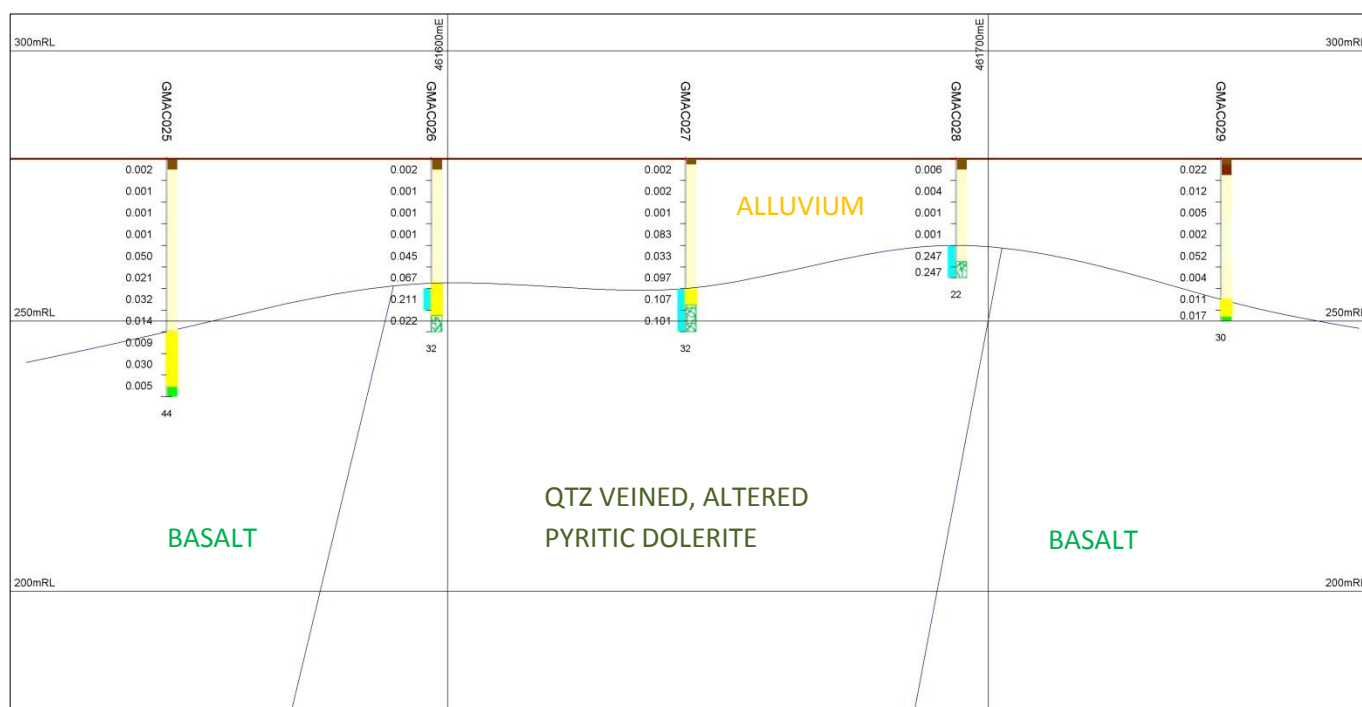 300mRL
461600mE
461700mE
300mRL
GMAC025
GMAC026
GMAC027
GMAC028
GMAC029
0.002
0.001
0.001
0.001
0.050
0.021
0.032
0.014
0.009
0.030
0.005
44
0.002
0.001
0.001
0.001
0.045
0.067
0.211
0.022
32
0.002
0.002
0.001
0.083
0.033
0.097
0.107
0.101
32
ALLUVIUM
0.006
0.004
0.001
0.001
0.247
0.247
22
0.022
0.012
0.005
0.002
0.052
0.004
0.011
0.017
30
250mRL
250mRL
BASALT
QTZ VEINED, ALTERED
PYRITIC DOLERITE
BASALT
200mRL
200mRL